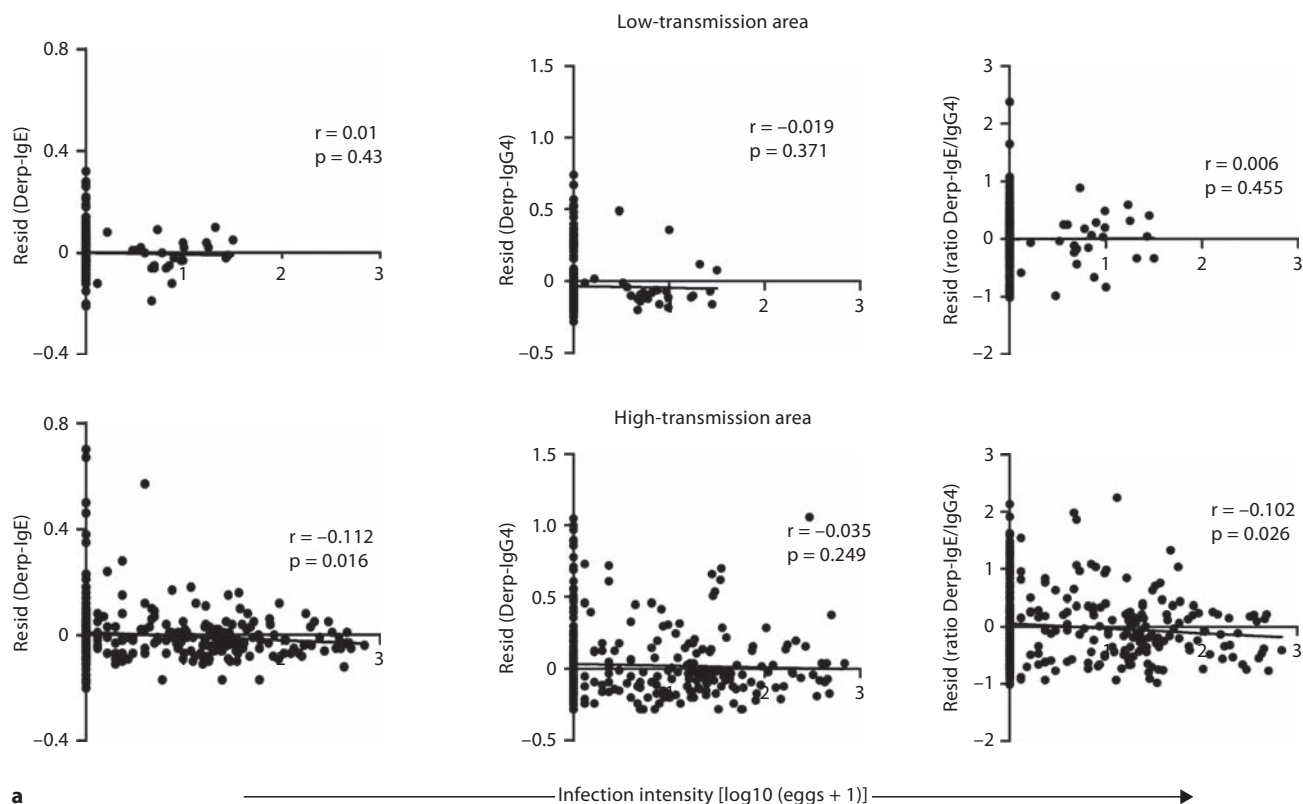 Low-transmission area
Resid (Derp-IgE)
0.8
0.4
0
–0.4
1
2
3
r = 0.01
p = 0.43
Resid (Derp-IgG4)
1.5
1.0
0.5
0
–0.5
2
3
r = –0.019
p = 0.371
Resid (ratio Derp-IgE/IgG4)
3
2
1
0
–1
–2
1
2
3
r = 0.006
p = 0.455
High-transmission area
Resid (Derp-IgE)
0.8
0.4
0
–0.4
2
3
r = –0.112
p = 0.016
Resid (Derp-IgG4)
1.5
1.0
0.5
0
–0.5
1
2
3
r = –0.035
p = 0.249
Resid (ratio Derp-IgE/IgG4)
3
2
1
0
–1
–2
1
2
3
r = –0.102
p = 0.026
a
Infection intensity [log10 (eggs + 1)]